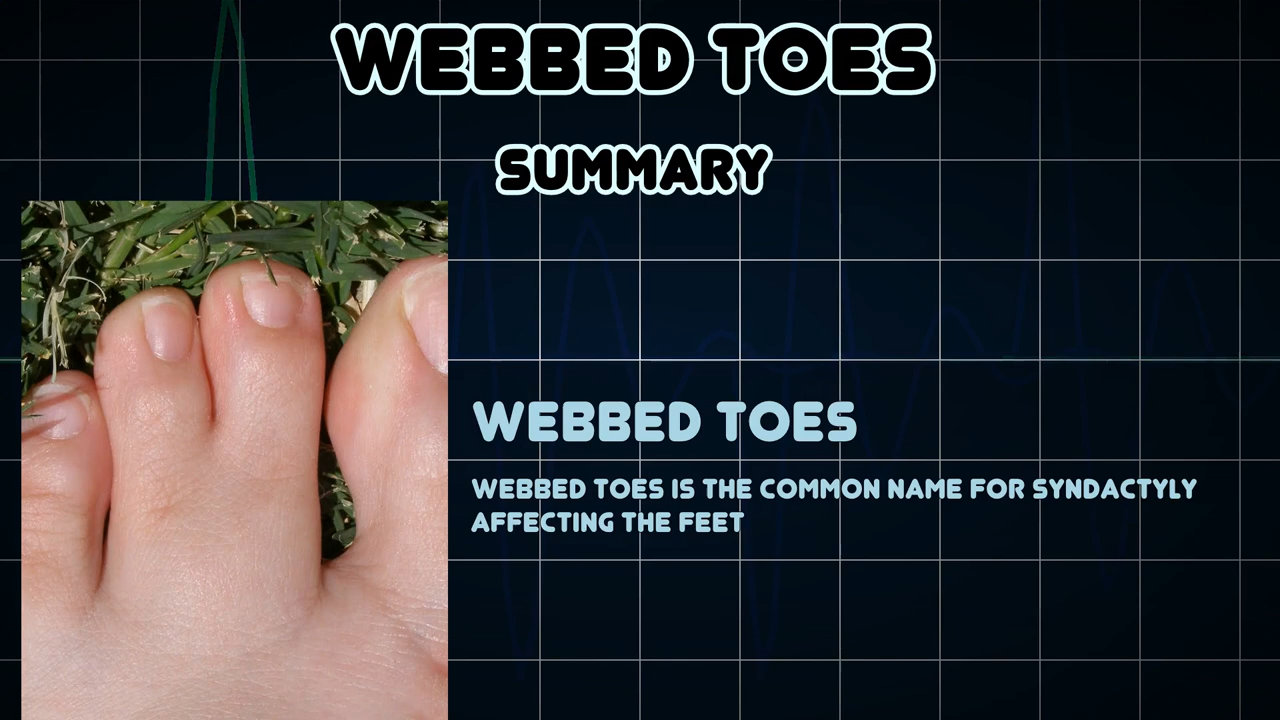 WEBBED TOES
SUMMARY
WEBBED TOES
WEBBED TOES IS THE COMMON NAME FOR SYNDACTYLY
AFFECTING THE FEET